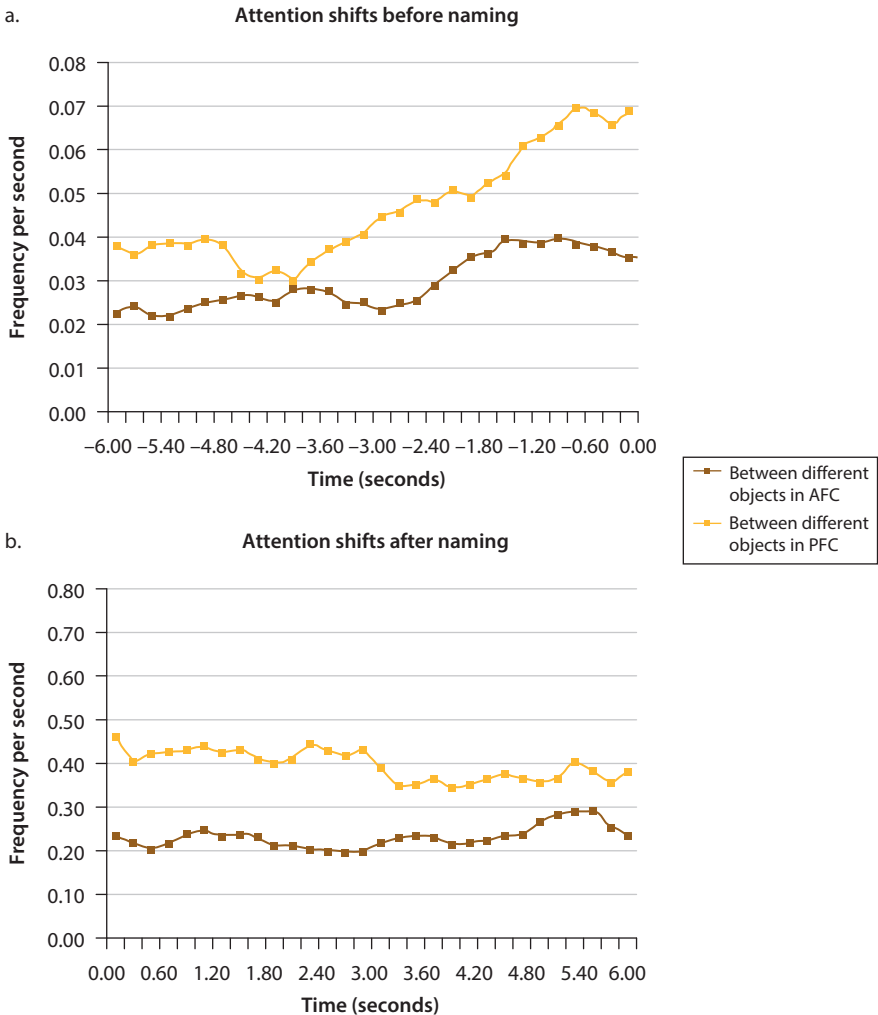 a.
Attention shifts before naming
0.08
0.07
0.06
0.05
0.04
0.03
0.02
0.01
0.00
Frequency per second
−6.00 −5.40 −4.80 −4.20 −3.60 −3.00 −2.40 −1.80 −1.20 −0.60 0.00
Time (seconds)
Between different
objects in AFC
Between different
objects in PFC
b.
Attention shifts after naming
0.80
0.70
0.60
0.50
0.40
0.30
0.20
0.10
0.00
Frequency per second
0.00 0.60 1.20 1.80 2.40 3.00 3.60 4.20 4.80 5.40 6.00
Time (seconds)